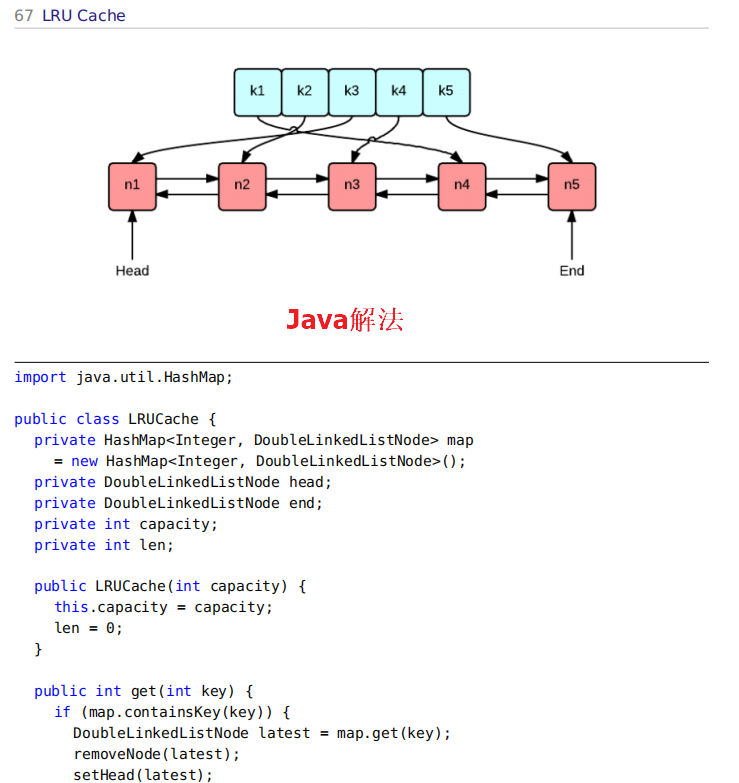 67 LRU Cache
k1 k2 k3 k4 k5
n1 n2 n3 n4 n5
Head End
Java解法
import java.util.HashMap;
public class LRUCache {
private HashMap<Integer, DoubleLinkedListNode> map
= new HashMap<Integer, DoubleLinkedListNode>();
private DoubleLinkedListNode head;
private DoubleLinkedListNode end;
private int capacity;
private int len;
public LRUCache(int capacity) {
this.capacity = capacity;
len = 0;
}
public int get(int key) {
if (map.containsKey(key)) {
DoubleLinkedListNode latest = map.get(key);
removeNode(latest);
setHead(latest);